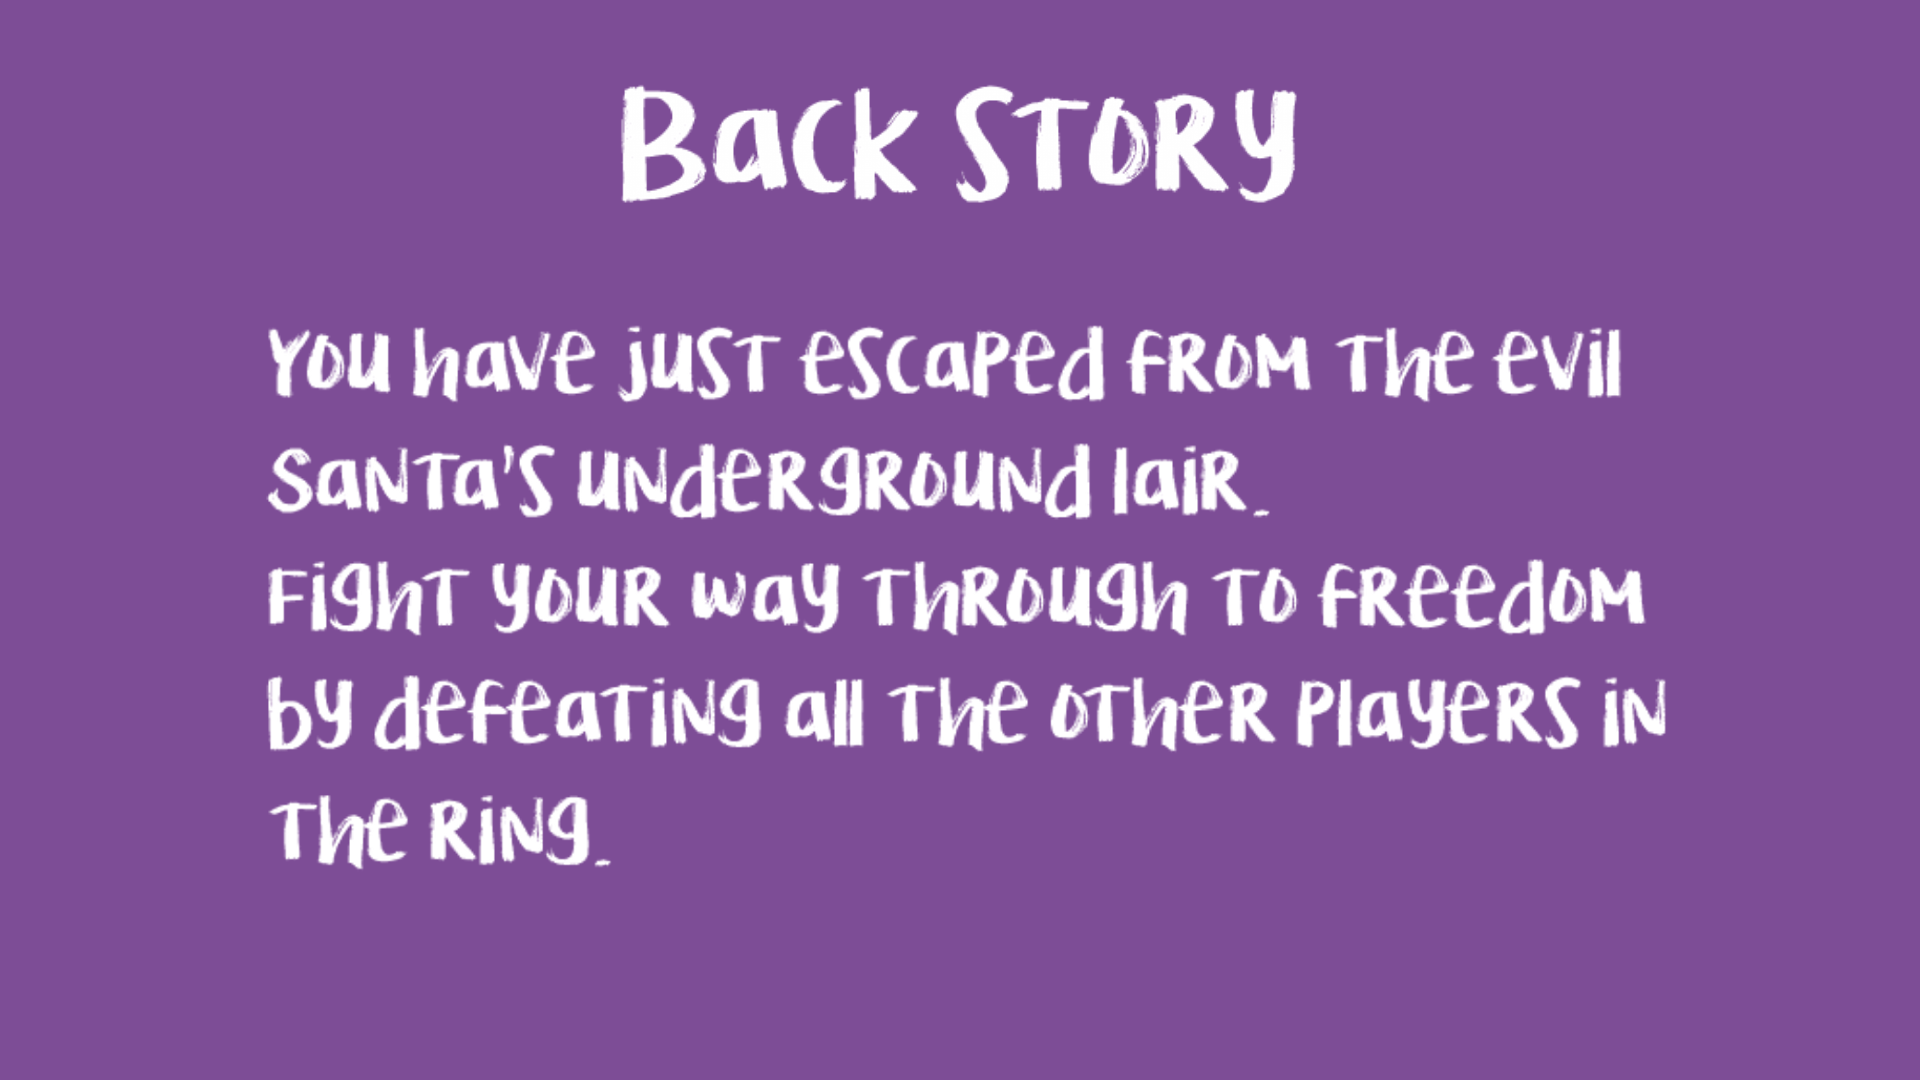 Back Story
You have just escaped from the evil
Santa's underground lair.
Fight your way through to freedom
by defeating all the other players in
the ring.